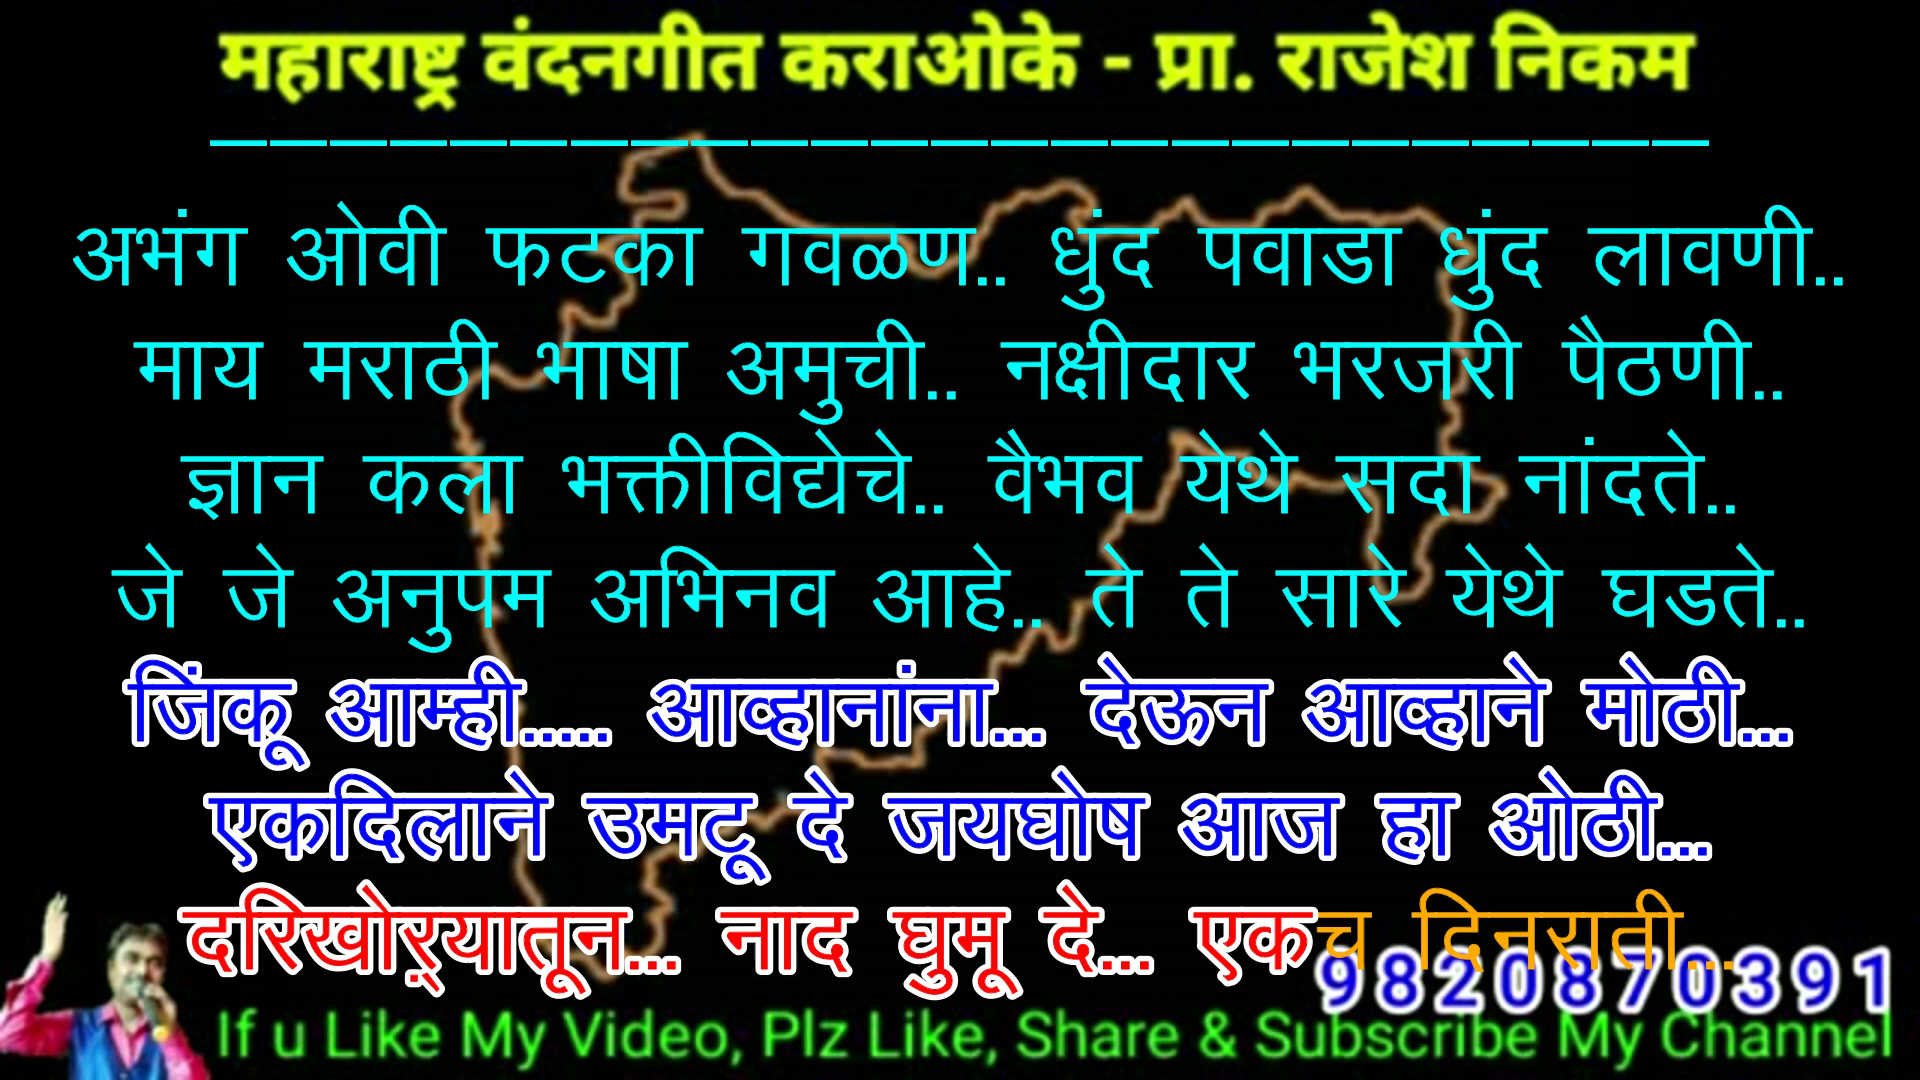 महाराष्ट्र वंदनगीत कराओके - प्रा. राजेश निकम
_ _ _ _ _ _ _ _ _ _ _ _ _ _ _ _ _ _ _ _ _ _ _ _ _
अभंग ओवी फटका गवळण.. धुंद पवाडा धुंद लावणी..
माय मराठी भाषा अमुची.. नक्षीदार भरजरी पैठणी..
ज्ञान कला भक्तीविद्येचे.. वैभव येथे सदा नांदते..
जे जे अनुपम अभिनव आहे.. ते ते सारे येथे घडते..
जिंकू आम्ही..... आव्हानांना... देऊन आव्हाने मोठी...
एकदिलाने उमटू दे जयघोष आज हा ओठी...
दरिखोऱ्यातून... नाद घुमू दे... एकच दिनराती...
9820870391
If u Like My Video, Plz Like, Share & Subscribe My Channel